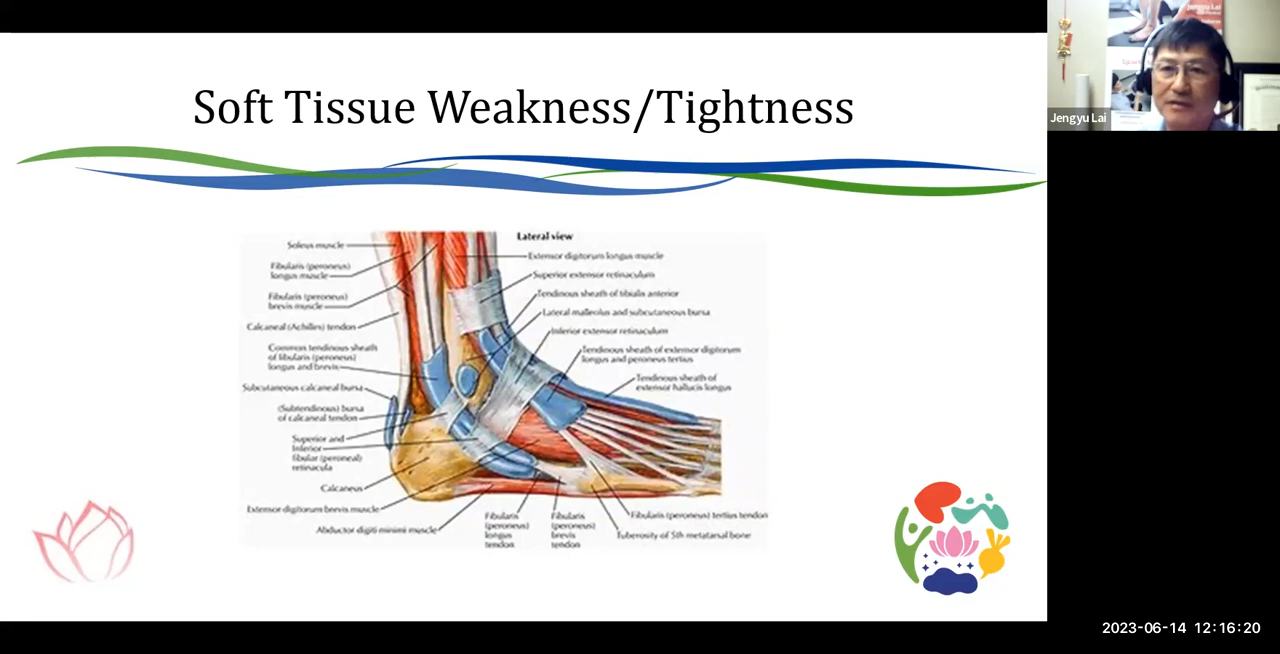 Jengyu Lai
Jengyu Lai
Soft Tissue Weakness/Tightness
Lateral view
Soleus muscle
Fibularis (peroneus)
longus muscle
Fibularis (peroneus)
brevis muscle
Calcaneal (Achilles) tendon
Common tendinous sheath
of fibularis (peroneus)
longus and brevis
Subcutaneous calcaneal bursa
(Subtendinous) bursa
of calcaneal tendon
Superior and
Inferior
fibular (peroneal)
retinacula
Calcaneus
Extensor digitorum brevis muscle
Abductor digiti minimi muscle
Extensor digitorum longus muscle
Superior extensor retinaculum
Tendinous sheath of tibialis anterior
Lateral malleolus and subcutaneous bursa
Inferior extensor retinaculum
Tendinous sheath of extensor digitorum
longus and peroneus tertius
Tendinous sheath of
extensor hallucis longus
Fibularis
(peroneus)
longus
tendon
Fibularis
(peroneus)
brevis
tendon
Fibularis (peroneus) tertius tendon
Tuberosity of 5th metatarsal bone
2023-06-14 12:16:20